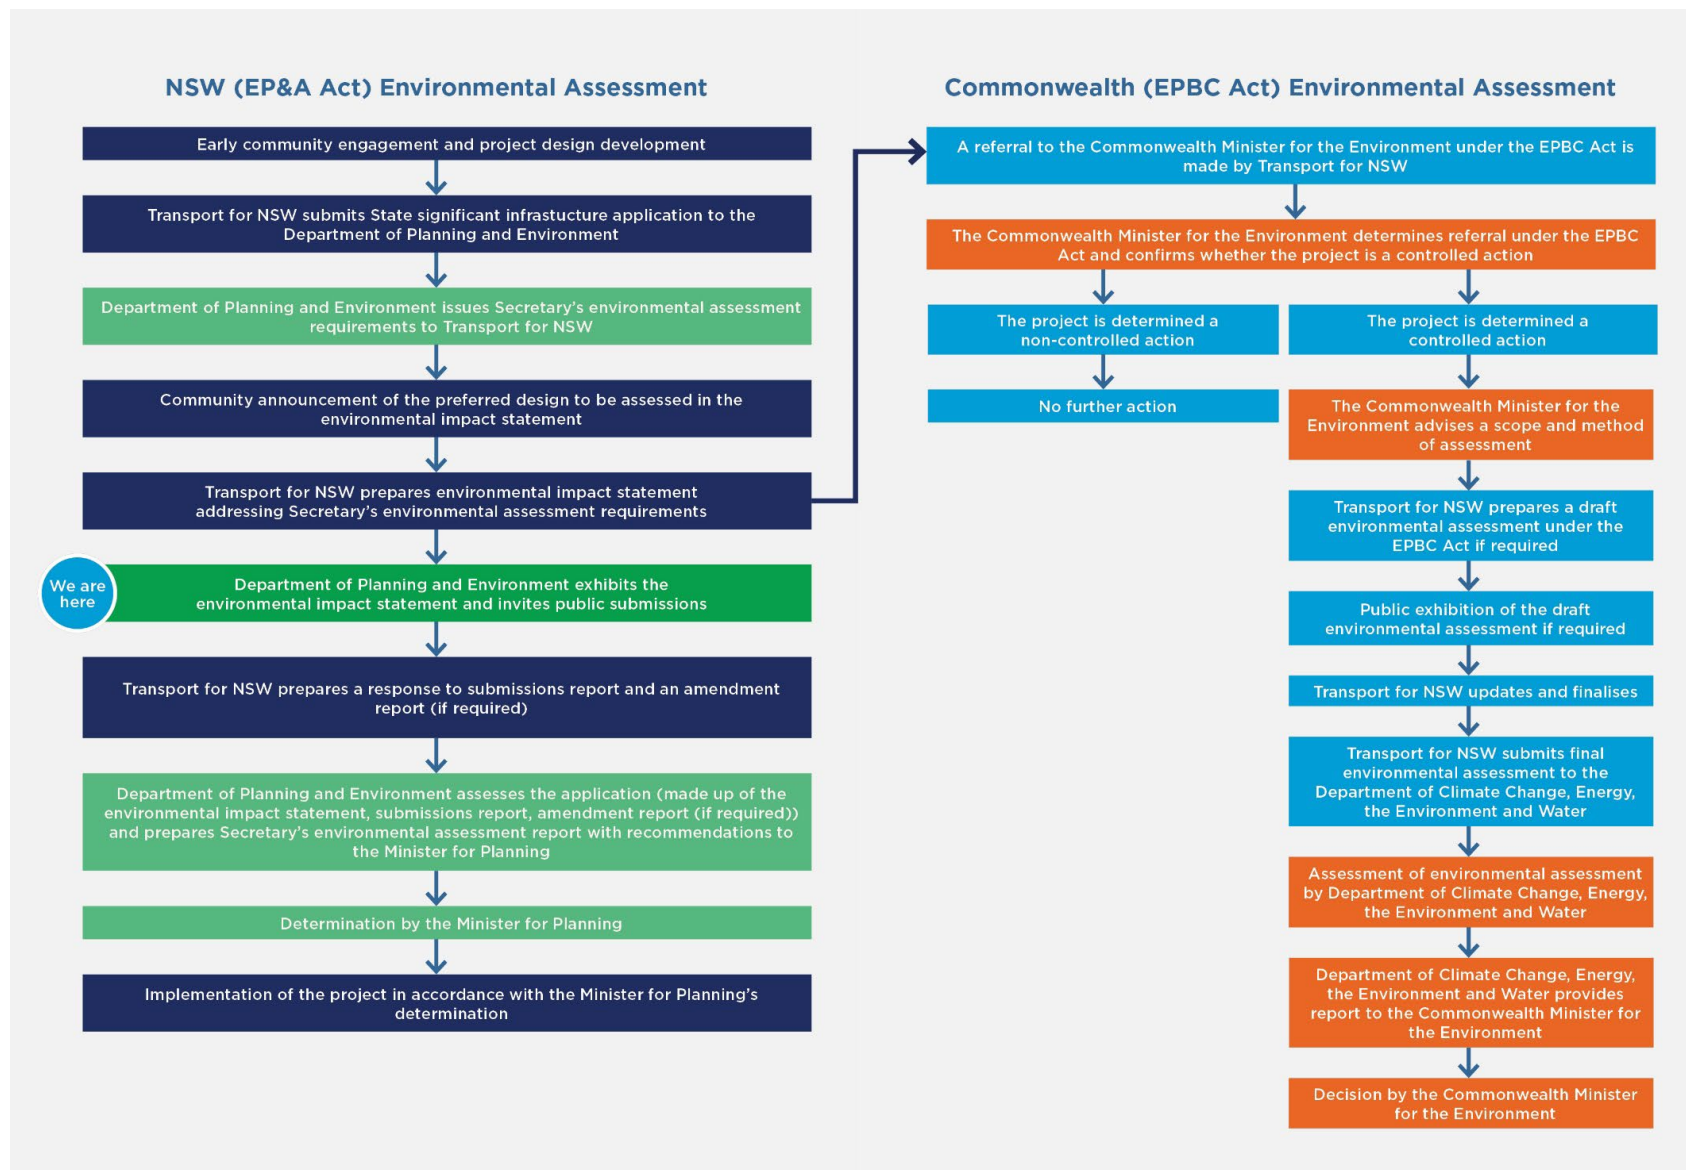 NSW (EP&A Act) Environmental Assessment
Early community engagement and project design development
Transport for NSW submits State significant infrastucture application to the
Department of Planning and Environment
Department of Planning and Environment issues Secretary's environmental assessment
requirements to Transport for NSW
Community announcement of the preferred design to be assessed in the
environmental impact statement
Transport for NSW prepares environmental impact statement
addressing Secretary's environmental assessment requirements
We are
here
Department of Planning and Environment exhibits the
environmental impact statement and invites public submissions
Transport for NSW prepares a response to submissions report and an amendment
report (if required)
Department of Planning and Environment assesses the application (made up of the
environmental impact statement, submissions report, amendment report (if required))
and prepares Secretary's environmental assessment report with recommendations to
the Minister for Planning
Determination by the Minister for Planning
Implementation of the project in accordance with the Minister for Planning's
determination
Commonwealth (EPBC Act) Environmental Assessment
A referral to the Commonwealth Minister for the Environment under the EPBC Act is
made by Transport for NSW
The Commonwealth Minister for the Environment determines referral under the EPBC
Act and confirms whether the project is a controlled action
The project is determined a
non-controlled action
No further action
The project is determined a
controlled action
The Commonwealth Minister for the
Environment advises a scope and method
of assessment
Transport for NSW prepares a draft
environmental assessment under the
EPBC Act if required
Public exhibition of the draft
environmental assessment if required
Transport for NSW updates and finalises
Transport for NSW submits final
environmental assessment to the
Department of Climate Change, Energy,
the Environment and Water
Assessment of environmental assessment
by Department of Climate Change, Energy,
the Environment and Water
Department of Climate Change, Energy,
the Environment and Water provides
report to the Commonwealth Minister for
the Environment
Decision by the Commonwealth Minister
for the Environment